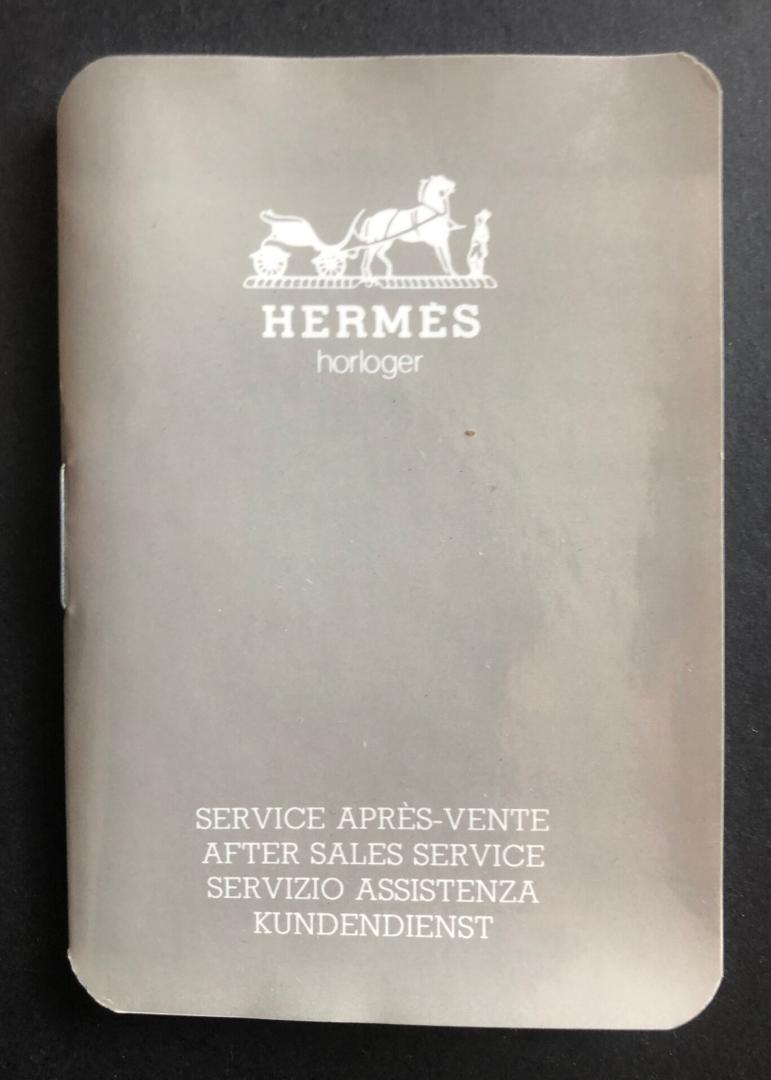 HERMÈS
horloger
SERVICE APRÈS-VENTE
AFTER SALES SERVICE
SERVIZIO ASSISTENZA
KUNDENDIENST